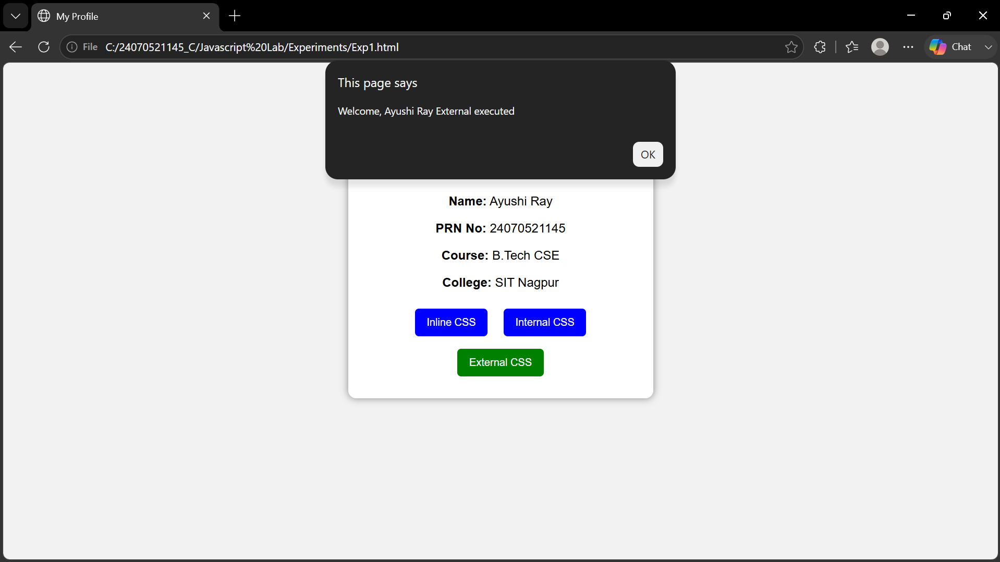 My Profile
File C:/24070521145_C/Javascript%20Lab/Experiments/Exp1.html
Chat
This page says
Welcome, Ayushi Ray External executed
OK
Name: Ayushi Ray
PRN No: 24070521145
Course: B.Tech CSE
College: SIT Nagpur
Inline CSS Internal CSS
External CSS